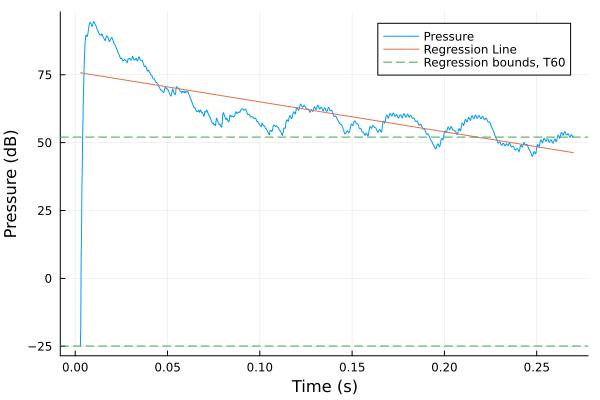 Pressure
Regression Line
Regression bounds, T60
Pressure (dB)
75
50
25
0
−25
0.00
0.05
0.10
0.15
0.20
0.25
Time (s)